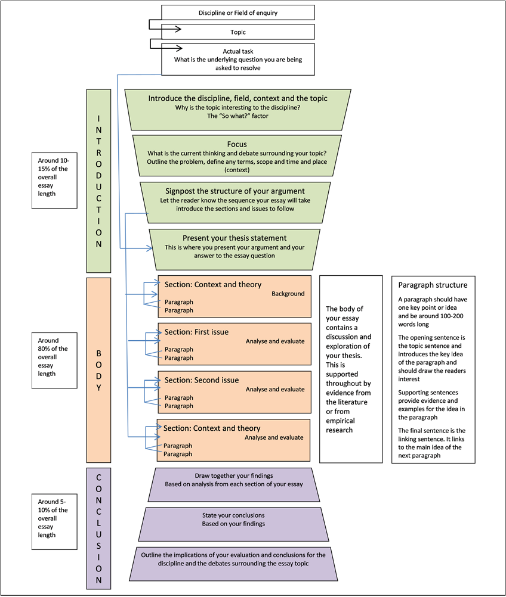 Discipline or Field of enquiry
Topic
Actual task
What is the underlying question you are being
asked to resolve
INTRODUCTION
Around 10-
15% of the
overall
essay
length
Introduce the discipline, field, context and the topic
Why is the topic interesting to the discipline?
The "So what?" factor
Focus
What is the current thinking and debate surrounding your topic?
Outline the problem, define any terms, scope and time and place
(context)
Signpost the structure of your argument
Let the reader know the sequence your essay will take
introduce the sections and issues to follow
Present your thesis statement
This is where you present your argument and your
answer to the essay question
BODY
Around
80% of the
overall
essay
length
Section: Context and theory
Background
Paragraph
Paragraph
Section: First issue
Analyse and evaluate
Paragraph
Paragraph
Section: Second issue
Analyse and evaluate
Paragraph
Paragraph
Section: Context and theory
Analyse and evaluate
Paragraph
Paragraph
The body of
your essay
contains a
discussion and
exploration of
your thesis.
This is
supported
throughout by
evidence from
the literature
or from
empirical
research
Paragraph structure
A paragraph should have
one key point or idea
and be around 100-200
words long
The opening sentence is
the topic sentence and
introduces the key idea
of the paragraph and
should draw the readers
interest
Supporting sentences
provide evidence and
examples for the idea in
the paragraph
The final sentence is the
linking sentence. It links
to the main idea of the
next paragraph
CONCLUSION
Around 5-
10% of the
overall
essay
length
Draw together your findings
Based on analysis from each section of your essay
State your conclusions
Based on your findings
Outline the implications of your evaluation and conclusions for the
discipline and the debates surrounding the essay topic